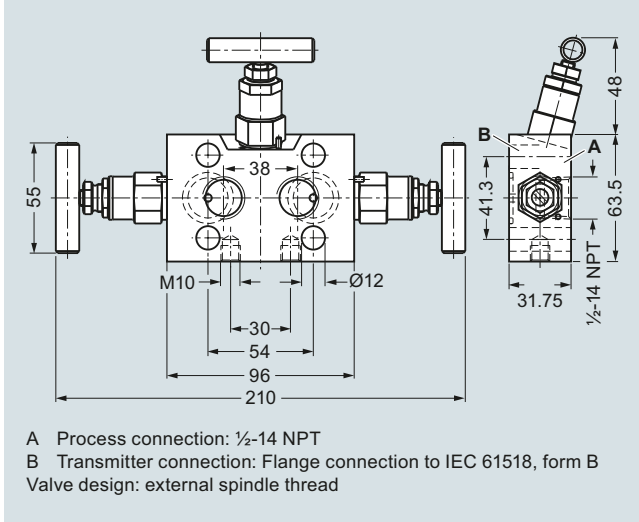 48
B
A
38
55
41.3
63.5
M10
Ø12
½-14 NPT
31.75
30
54
96
210
A Process connection: ½-14 NPT
B Transmitter connection: Flange connection to IEC 61518, form B
Valve design: external spindle thread